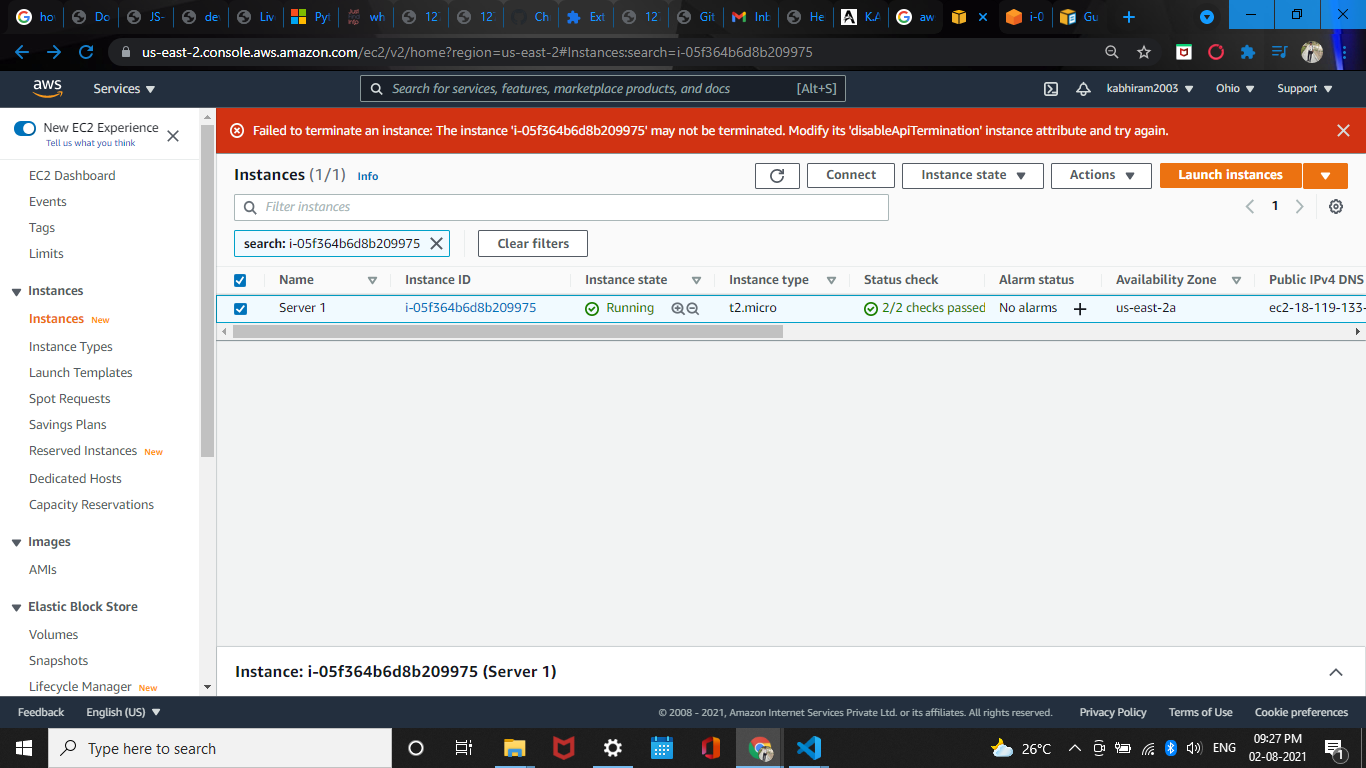 ho
Do
JS-
dev
Live
Pyt
wh
127
127
Ch
Ext
127
Git
Inb
He
K.A
aw
i-0
Gu
us-east-2.console.aws.amazon.com/ec2/v2/home?region=us-east-2#Instances:search=i-05f364b6d8b209975
aws
Services
Search for services, features, marketplace products, and docs [Alt+S]
kabhiram2003
Ohio
Support
New EC2 Experience
Tell us what you think
EC2 Dashboard
Events
Tags
Limits
Instances
Instances New
Instance Types
Launch Templates
Spot Requests
Savings Plans
Reserved Instances New
Dedicated Hosts
Capacity Reservations
Images
AMIs
Elastic Block Store
Volumes
Snapshots
Lifecycle Manager New
Failed to terminate an instance: The instance 'i-05f364b6d8b209975' may not be terminated. Modify its 'disableApiTermination' instance attribute and try again.
Instances (1/1) Info
Connect
Instance state
Actions
Launch instances
Filter instances
1
search: i-05f364b6d8b209975
Clear filters
Name Instance ID Instance state Instance type Status check Alarm status Availability Zone Public IPv4 DNS
Server 1 i-05f364b6d8b209975 Running t2.micro 2/2 checks passed No alarms us-east-2a ec2-18-119-133-
Instance: i-05f364b6d8b209975 (Server 1)
Feedback English (US) © 2008 - 2021, Amazon Internet Services Private Ltd. or its affiliates. All rights reserved. Privacy Policy Terms of Use Cookie preferences
Type here to search
26°C
ENG
09:27 PM
02-08-2021
1